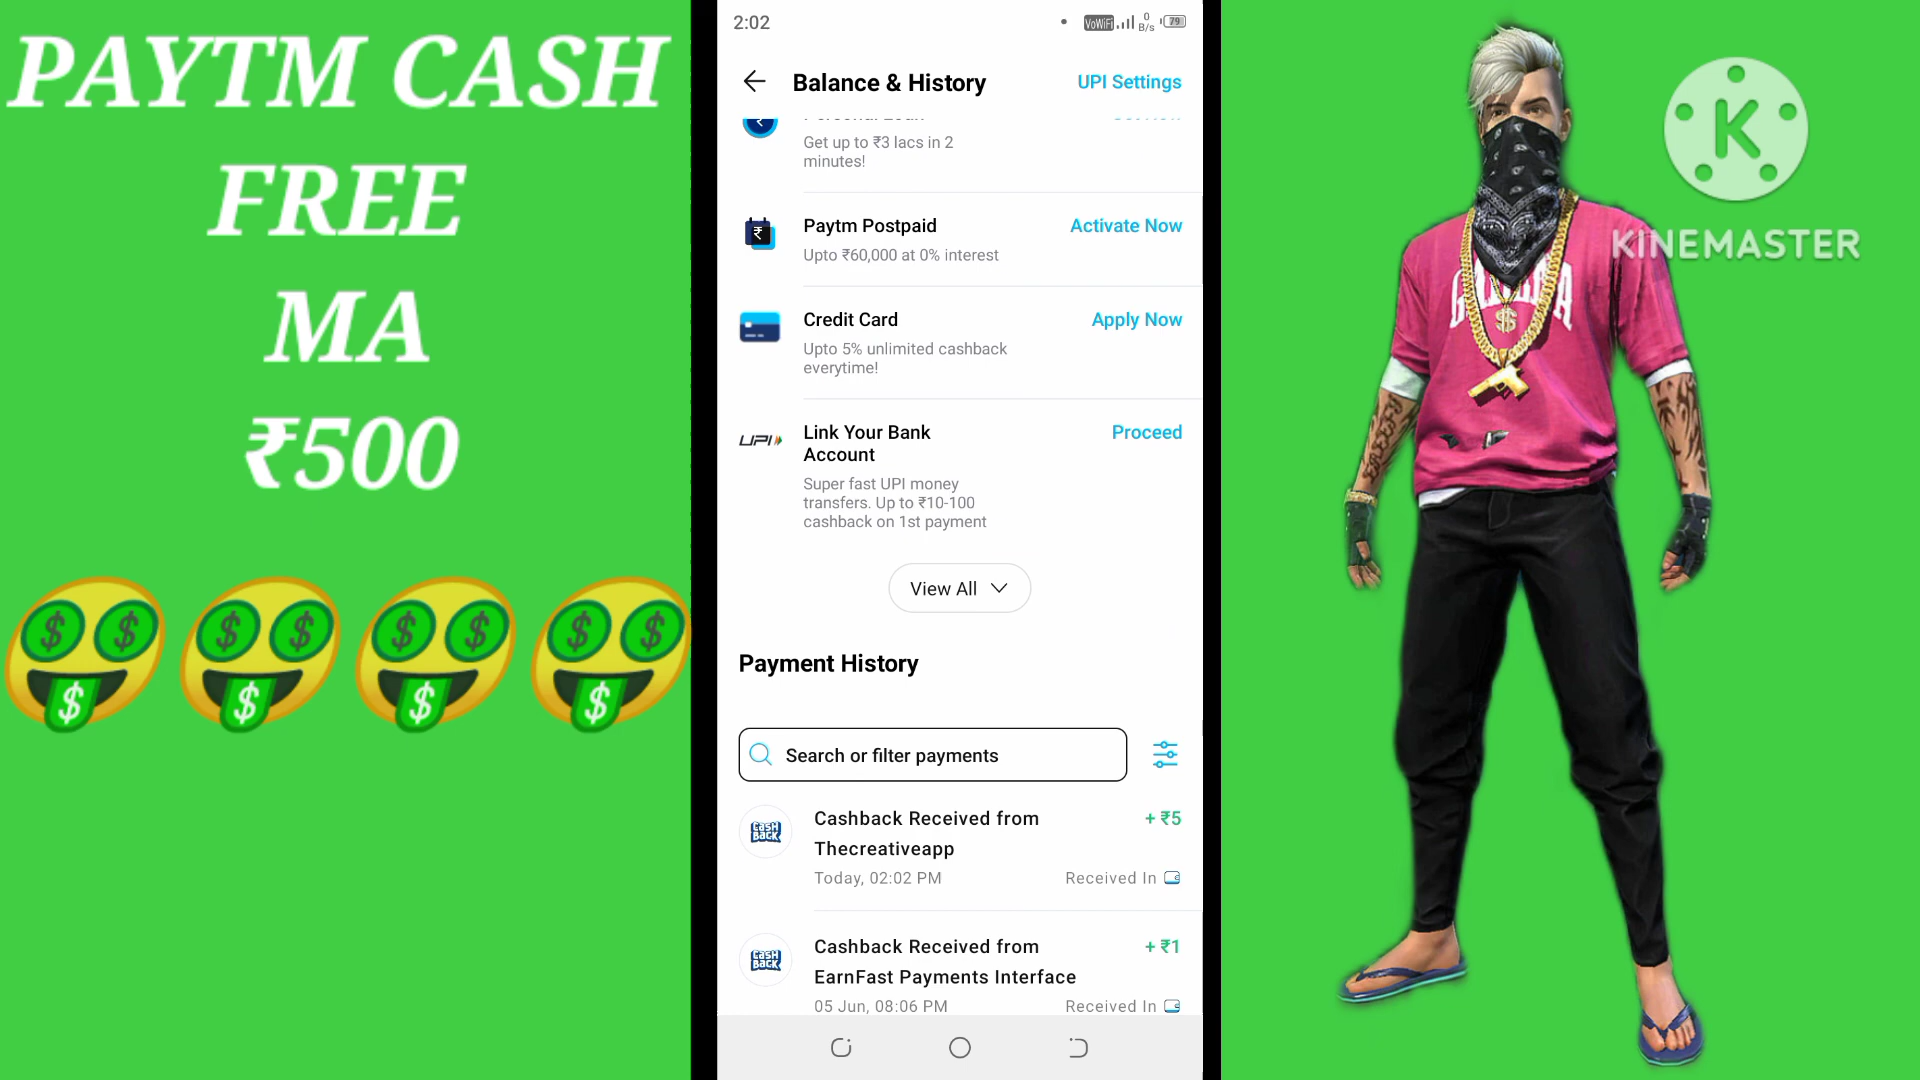 PAYTM CASH
FREE
MA
₹500
2:02
VoWiFi
0
B/s
79
Balance & History
UPI Settings
Personal Loan
Get up to ₹3 lacs in 2
minutes!
Paytm Postpaid
Activate Now
Upto ₹60,000 at 0% interest
Credit Card
Apply Now
Upto 5% unlimited cashback
everytime!
UPI
Link Your Bank
Account
Proceed
Super fast UPI money
transfers. Up to ₹10-100
cashback on 1st payment
View All
Payment History
Search or filter payments
CASH
BACK
Cashback Received from
Thecreativeapp
+ ₹5
Today, 02:02 PM
Received In
CASH
BACK
Cashback Received from
EarnFast Payments Interface
+ ₹1
05 Jun, 08:06 PM
Received In
K
KINEMASTER